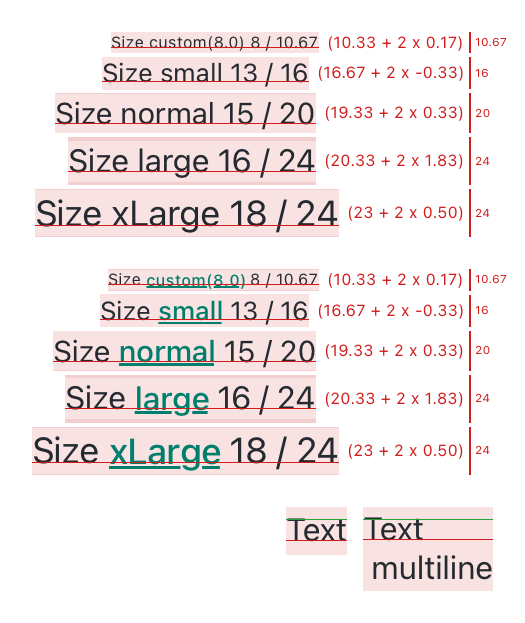 Size custom(8.0) 8 / 10.67 (10.33 + 2 x 0.17) 10.67
Size small 13 / 16 (16.67 + 2 x -0.33) 16
Size normal 15 / 20 (19.33 + 2 x 0.33) 20
Size large 16 / 24 (20.33 + 2 x 1.83) 24
Size xLarge 18 / 24 (23 + 2 x 0.50) 24
Size custom(8,0) 8 / 10.67 (10.33 + 2 x 0.17) 10.67
Size small 13 / 16 (16.67 + 2 x -0.33) 16
Size normal 15 / 20 (19.33 + 2 x 0.33) 20
Size large 16 / 24 (20.33 + 2 x 1.83) 24
Size xLarge 18 / 24 (23 + 2 x 0.50) 24
Text
Text
multiline